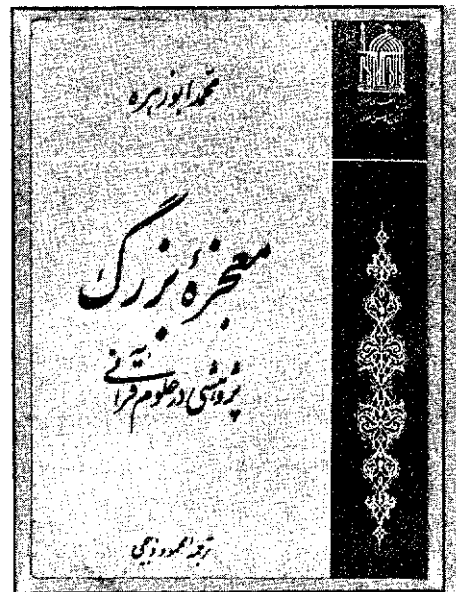 محمد ابوزهره
معجزهٔ بزرگ
پژوهشی در علوم قرآنی
ترجمهٔ محمود ذبیحی